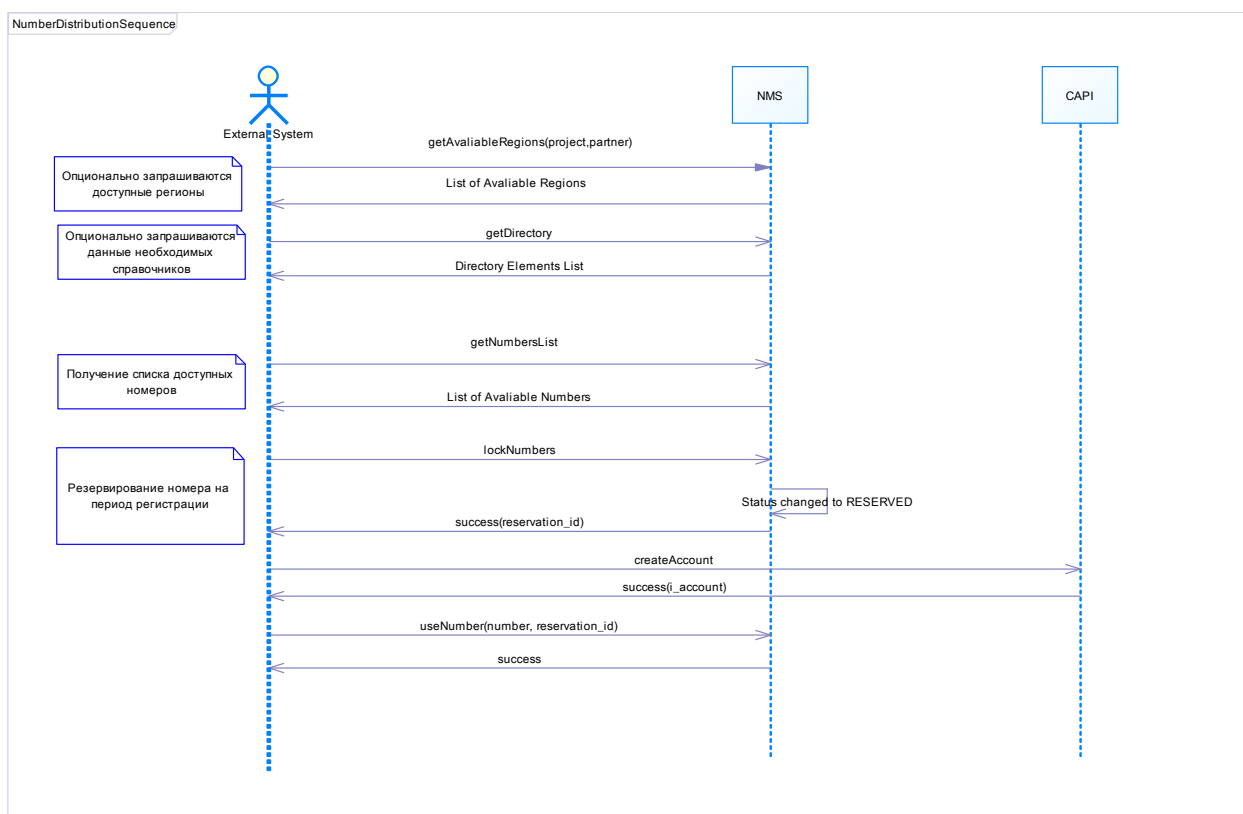 NumberDistributionSequence
External System
NMS
CAPI
getAvaliableRegions(project,partner)
Опционально запрашиваются
доступные регионы
List of Avaliable Regions
Опционально запрашиваются
данные необходимых
справочников
getDirectory
Directory Elements List
getNumbersList
Получение списка доступных
номеров
List of Avaliable Numbers
lockNumbers
Резервирование номера на
период регистрации
Status changed to RESERVED
success(reservation_id)
createAccount
success(i_account)
useNumber(number, reservation_id)
success